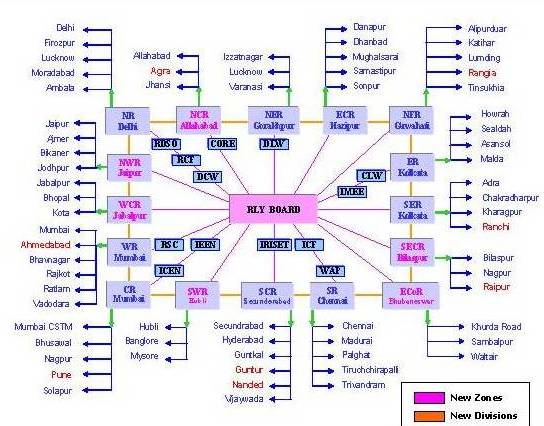 Delhi
Firozpur
Lucknow
Moradabad
Ambala
Allahabad
Agra
Jhansi
Izzatnagar
Lucknow
Varanasi
Danapur
Dhanbad
Mughalsarai
Samastipur
Sonpur
Alipurduar
Katihar
Lumding
Rangia
Tinsukhia
NR
Delhi
NCR
Allahabad
NER
Gorakhpur
ECR
Hazipur
NFR
Guwahati
RDSO
CORE
DLW
RCF
DCW
CLW
IMEE
Jaipur
Ajmer
Bikaner
Jodhpur
NWR
Jaipur
ER
Kolkata
Howrah
Sealdah
Asansol
Malda
Jabalpur
Bhopal
Kota
WCR
Jabalpur
RLY BOARD
SER
Kolkata
Adra
Chakradharpur
Kharagpur
Ranchi
Mumbai
Ahmedabad
Bhavnagar
Rajkot
Ratlam
Vadodara
WR
Mumbai
RSC
IEEN
IRISET
ICF
ICEN
WAF
SECR
Bilaspur
Bilaspur
Nagpur
Raipur
CR
Mumbai
SWR
Hubli
SCR
Secunderabad
SR
Chennai
ECoR
Bhubaneswar
Mumbai CSTM
Bhusawal
Nagpur
Pune
Solapur
Hubli
Banglore
Mysore
Secundrabad
Hyderabad
Guntkal
Guntur
Nanded
Vijaywada
Chennai
Madurai
Palghat
Tiruchchirapalli
Trivandram
Khurda Road
Sambalpur
Waltair
New Zones
New Divisions